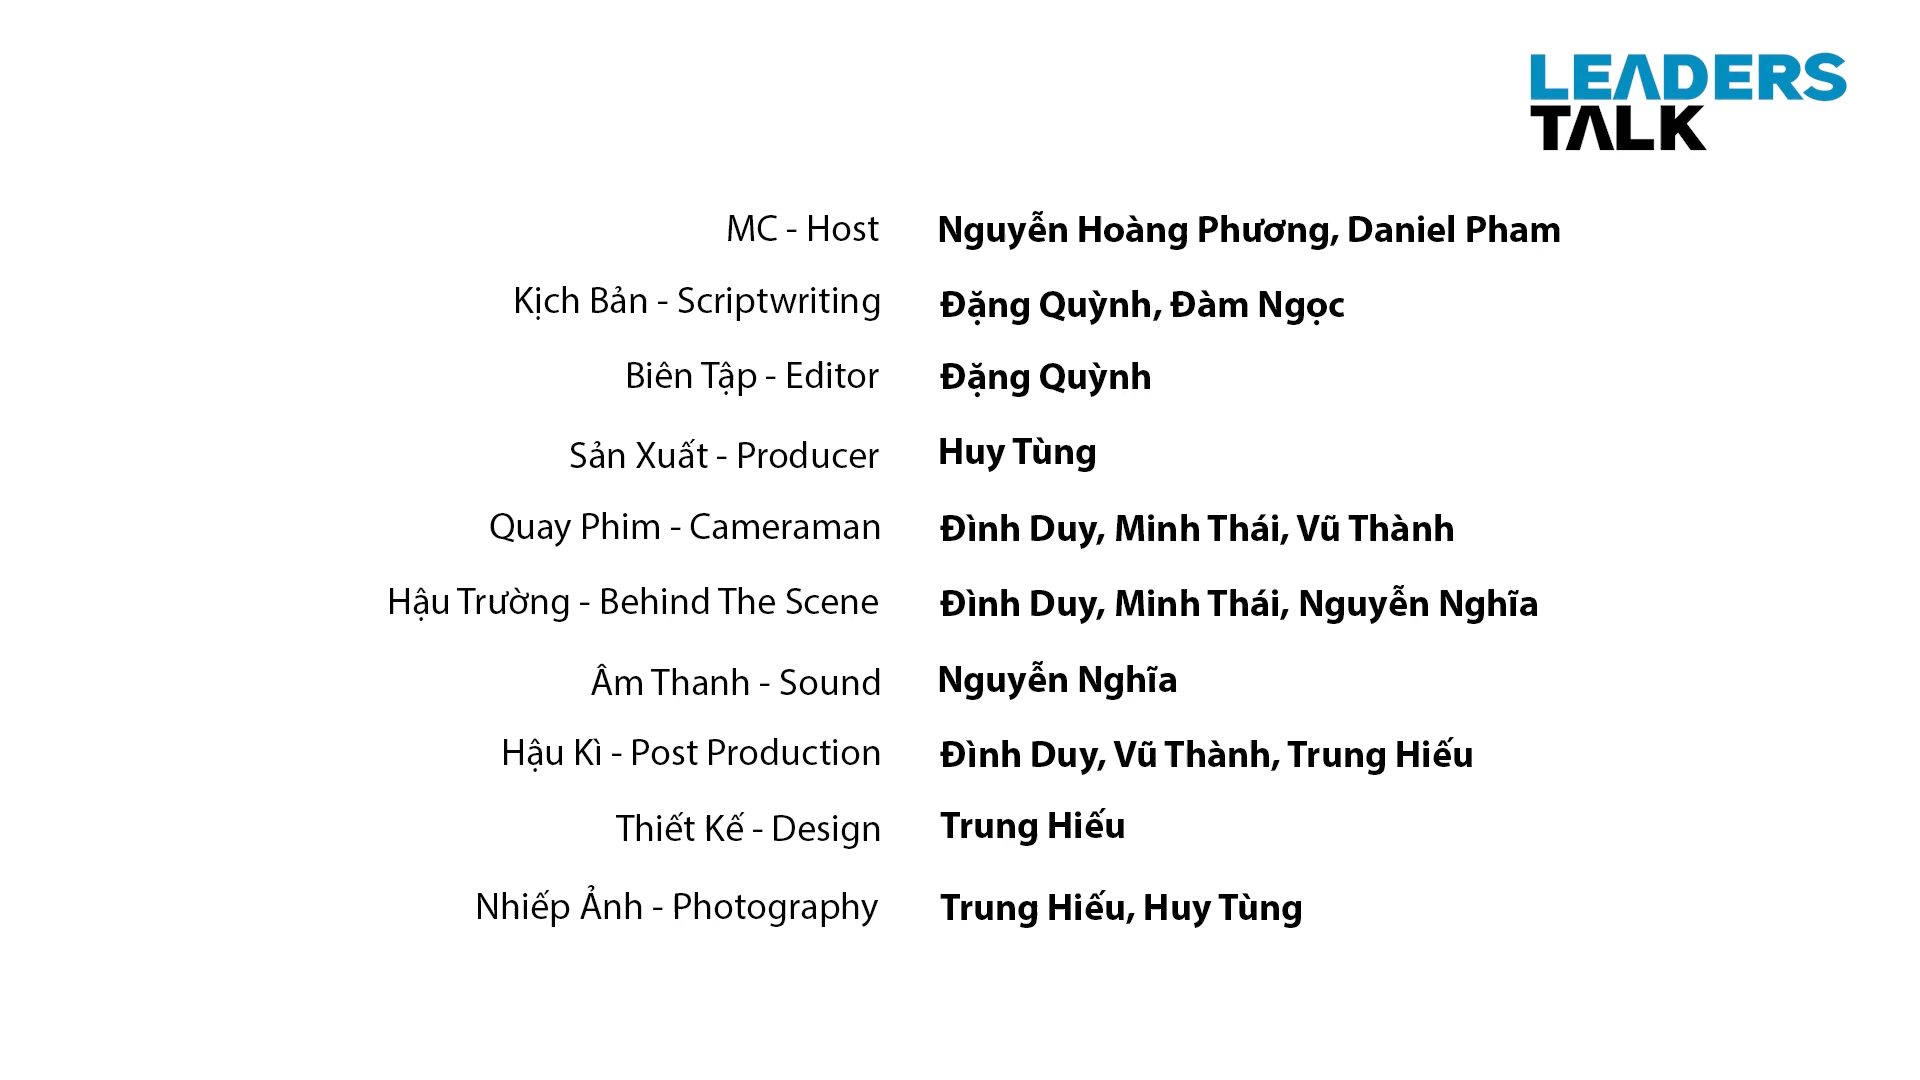 LEADERS
TALK
MC - Host Nguyễn Hoàng Phương, Daniel Pham
Kịch Bản - Scriptwriting Đặng Quỳnh, Đàm Ngọc
Biên Tập - Editor Đặng Quỳnh
Sản Xuất - Producer Huy Tùng
Quay Phim - Cameraman Đình Duy, Minh Thái, Vũ Thành
Hậu Trường - Behind The Scene Đình Duy, Minh Thái, Nguyễn Nghĩa
Âm Thanh - Sound Nguyễn Nghĩa
Hậu Kì - Post Production Đình Duy, Vũ Thành, Trung Hiếu
Thiết Kế - Design Trung Hiếu
Nhiếp Ảnh - Photography Trung Hiếu, Huy Tùng